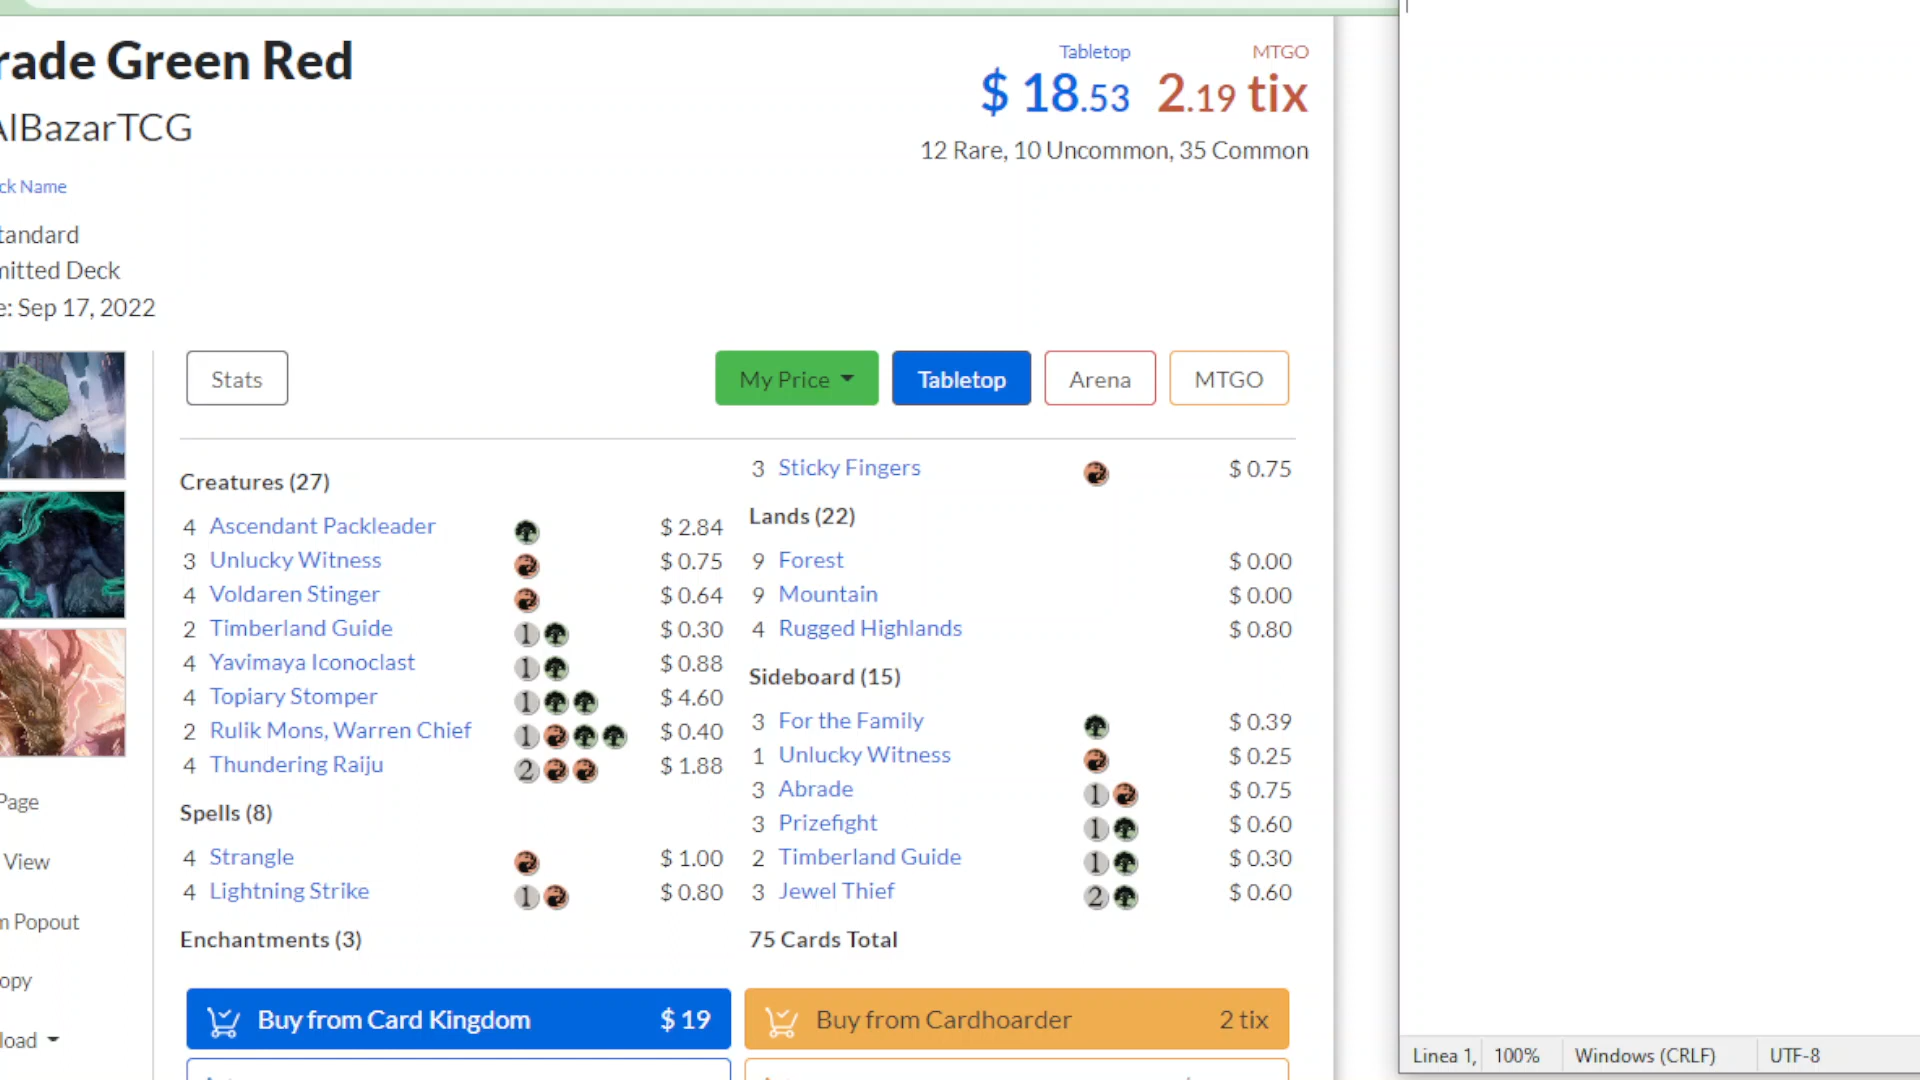 rade Green Red
AlBazarTCG
ck Name
tandard
mitted Deck
e: Sep 17, 2022
Tabletop
$ 18.53
MTGO
2.19 tix
12 Rare, 10 Uncommon, 35 Common
Stats
My Price
Tabletop
Arena
MTGO
Page
View
m Popout
opy
load
Creatures (27)
4 Ascendant Packleader $ 2.84
3 Unlucky Witness $ 0.75
4 Voldaren Stinger $ 0.64
2 Timberland Guide 1 $ 0.30
4 Yavimaya Iconoclast 1 $ 0.88
4 Topiary Stomper 1 $ 4.60
2 Rulik Mons, Warren Chief 1 $ 0.40
4 Thundering Raiju 2 $ 1.88
Spells (8)
4 Strangle $ 1.00
4 Lightning Strike 1 $ 0.80
Enchantments (3)
3 Sticky Fingers $ 0.75
Lands (22)
9 Forest $ 0.00
9 Mountain $ 0.00
4 Rugged Highlands $ 0.80
Sideboard (15)
3 For the Family $ 0.39
1 Unlucky Witness $ 0.25
3 Abrade 1 $ 0.75
3 Prizefight 1 $ 0.60
2 Timberland Guide 1 $ 0.30
3 Jewel Thief 2 $ 0.60
75 Cards Total
Buy from Card Kingdom $ 19
Buy from Cardhoarder 2 tix
Linea 1, 100% Windows (CRLF) UTF-8